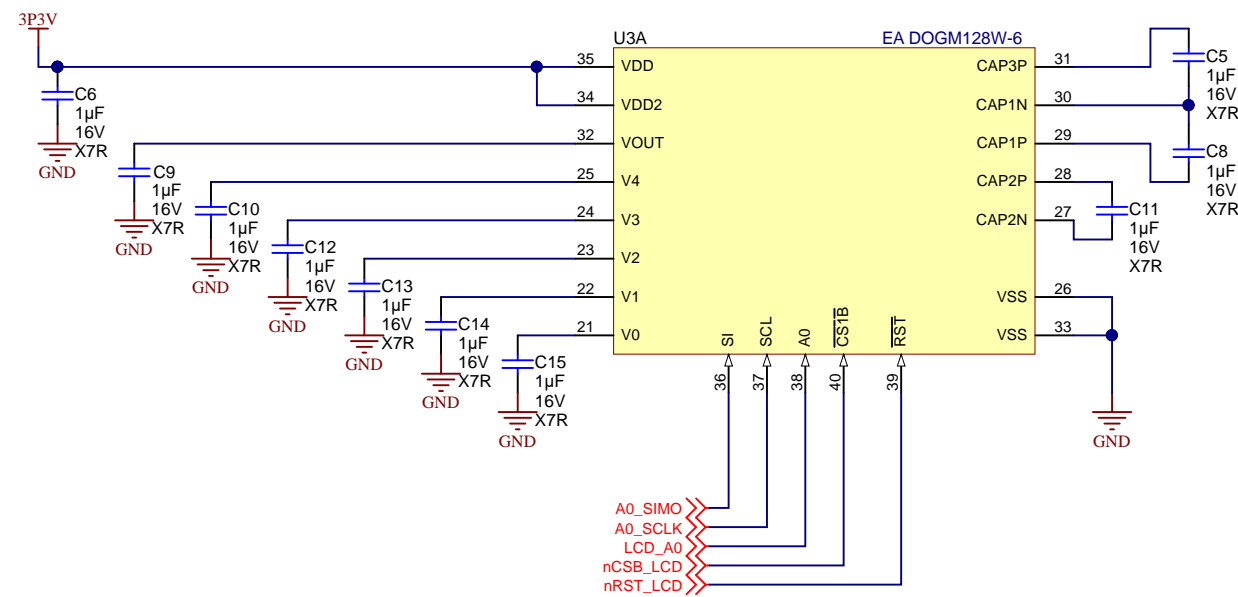 3P3V
U3A
EA DOGM128W-6
35 VDD
34 VDD2
32 VOUT
25 V4
24 V3
23 V2
22 V1
21 V0
CAP3P 31
CAP1N 30
CAP1P 29
CAP2P 28
CAP2N 27
VSS 26
VSS 33
SI
SCL
A0
CS1B
RST
36
37
38
40
39
C6
1µF
16V
X7R
GND
C9
1µF
16V
X7R
GND
C10
1µF
16V
X7R
GND
C12
1µF
16V
X7R
GND
C13
1µF
16V
X7R
GND
C14
1µF
16V
X7R
GND
C15
1µF
16V
X7R
GND
C5
1µF
16V
X7R
C8
1µF
16V
X7R
C11
1µF
16V
X7R
GND
A0_SIMO
A0_SCLK
LCD_A0
nCSB_LCD
nRST_LCD